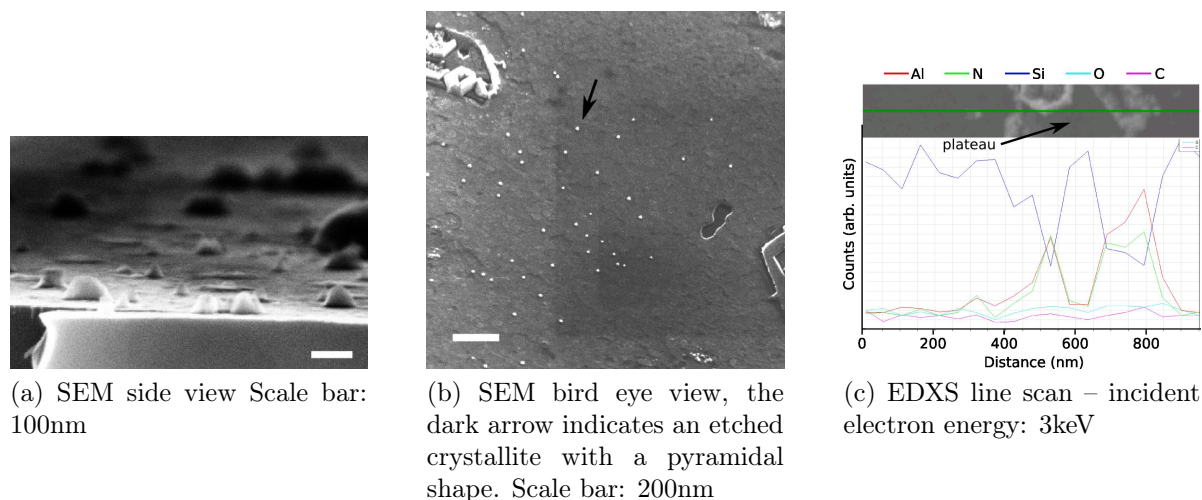 Al N Si O C
plateau
Counts (arb. units)
0 200 400 600 800
Distance (nm)
(a) SEM side view Scale bar:
100nm
(b) SEM bird eye view, the
dark arrow indicates an etched
crystallite with a pyramidal
shape. Scale bar: 200nm
(c) EDXS line scan – incident
electron energy: 3keV